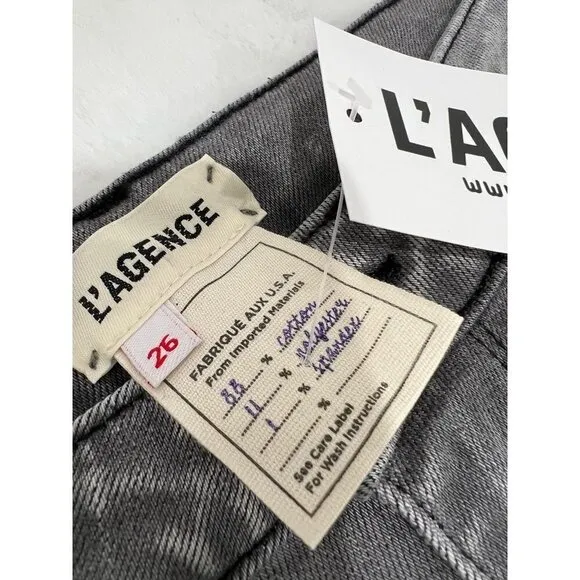 L'AGENCE
26
FABRIQUÉ AUX U.S.A.
From Imported Materials
88 % cotton
11 % polyester
1 % spandex
%
See Care Label
For Wash Instructions
L'AG
www